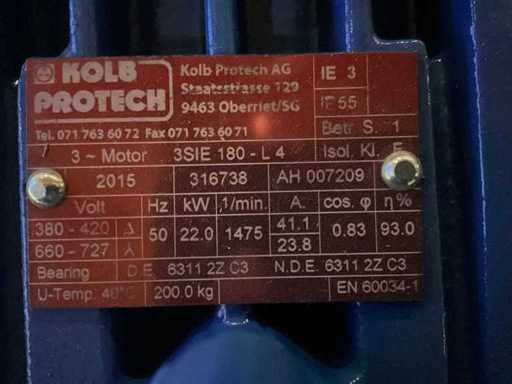 KOLB PROTECH
Kolb Protech AG
Staatsstrasse 129
9463 Oberriet/SG
Tel. 071 763 60 72 Fax 071 763 60 71
IE 3
IP 55
Betr. S. 1
3 ~ Motor 3SIE 180 - L 4 Isol. Kl. F
2015 316738 AH 007209
Volt Hz kW 1/min. A. cos. φ η%
380 - 420 Δ 50 22.0 1475 41.1 0.83 93.0
660 - 727 Y 23.8
Bearing D.E. 6311 2Z C3 N.D.E. 6311 2Z C3
U-Temp. 40°C 200.0 kg EN 60034-1